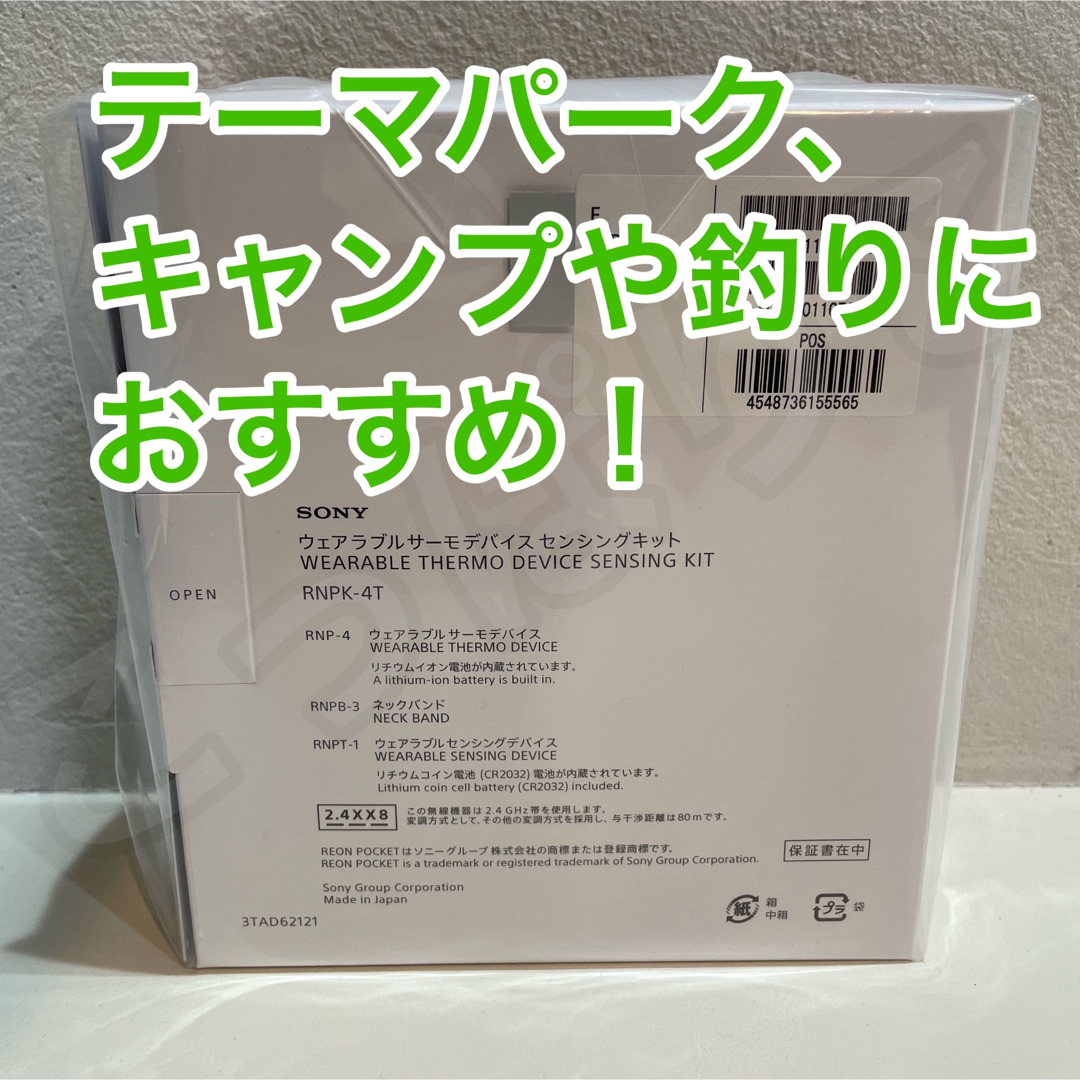 テーマパーク、
キャンプや釣りに
おすすめ！
POS
4548736155565
SONY
ウェアラブルサーモデバイス センシングキット
WEARABLE THERMO DEVICE SENSING KIT
RNPK-4T
OPEN
RNP-4 ウェアラブルサーモデバイス
WEARABLE THERMO DEVICE
リチウムイオン電池が内蔵されています。
A lithium-ion battery is built in.
RNPB-3 ネックバンド
NECK BAND
RNPT-1 ウェアラブルセンシングデバイス
WEARABLE SENSING DEVICE
リチウムコイン電池 (CR2032) 電池が内蔵されています。
Lithium coin cell battery (CR2032) included.
2.4XX8 この無線機器は2.4GHz帯を使用します。
変調方式として、その他の変調方式を採用し、与干渉距離は80mです。
REON POCKETはソニーグループ株式会社の商標または登録商標です。
REON POCKET is a trademark or registered trademark of Sony Group Corporation.
保証書在中
Sony Group Corporation
Made in Japan
紙 箱
中箱
プラ 袋
3TAD62121